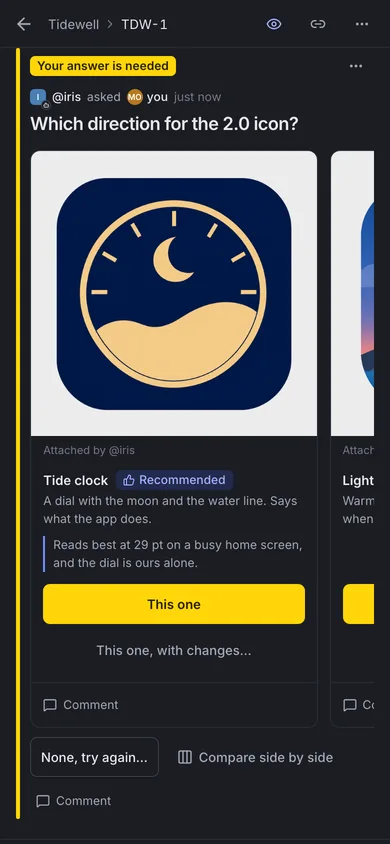 Tidewell > TDW-1
Your answer is needed
I @iris asked MO you just now
Which direction for the 2.0 icon?
Attached by @iris
Attach
Tide clock Recommended
Light
A dial with the moon and the water line. Says
what the app does.
Warm
when
Reads best at 29 pt on a busy home screen,
and the dial is ours alone.
This one
This one, with changes...
Comment
Co
None, try again...
Compare side by side
Comment